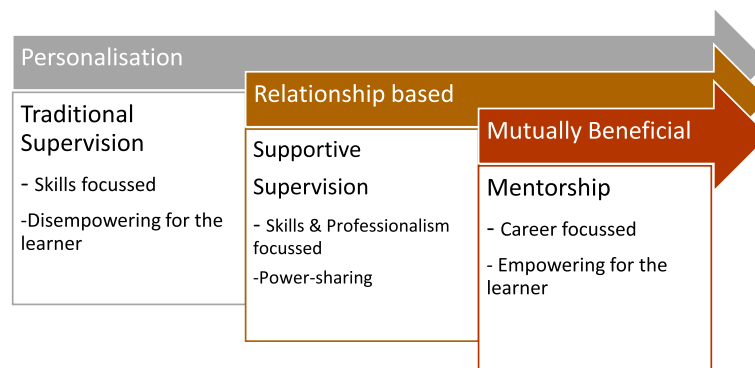 Personalisation
Traditional
Supervision
- Skills focussed
-Disempowering for the
learner
Relationship based
Supportive
Supervision
- Skills & Professionalism
focussed
-Power-sharing
Mutually Beneficial
Mentorship
- Career focussed
- Empowering for the
learner